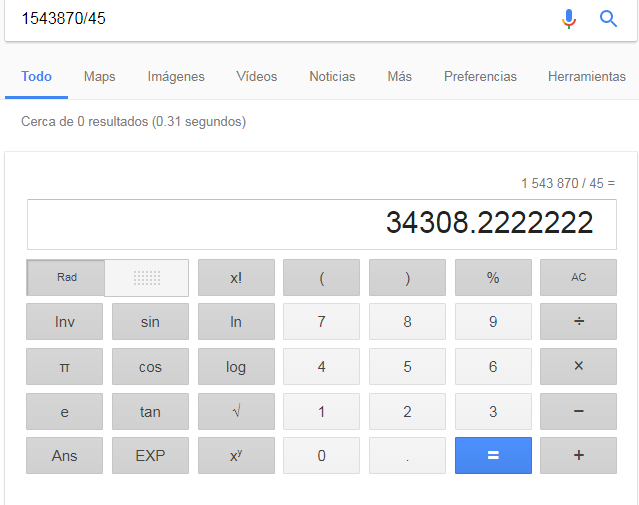 1543870/45
Todo Maps Imágenes Vídeos Noticias Más Preferencias Herramientas
Cerca de 0 resultados (0.31 segundos)
1 543 870 / 45 =
34308.2222222
Rad x! ( ) % AC
Inv sin ln 7 8 9 ÷
π cos log 4 5 6 ×
e tan √ 1 2 3 −
Ans EXP xʸ 0 . = +